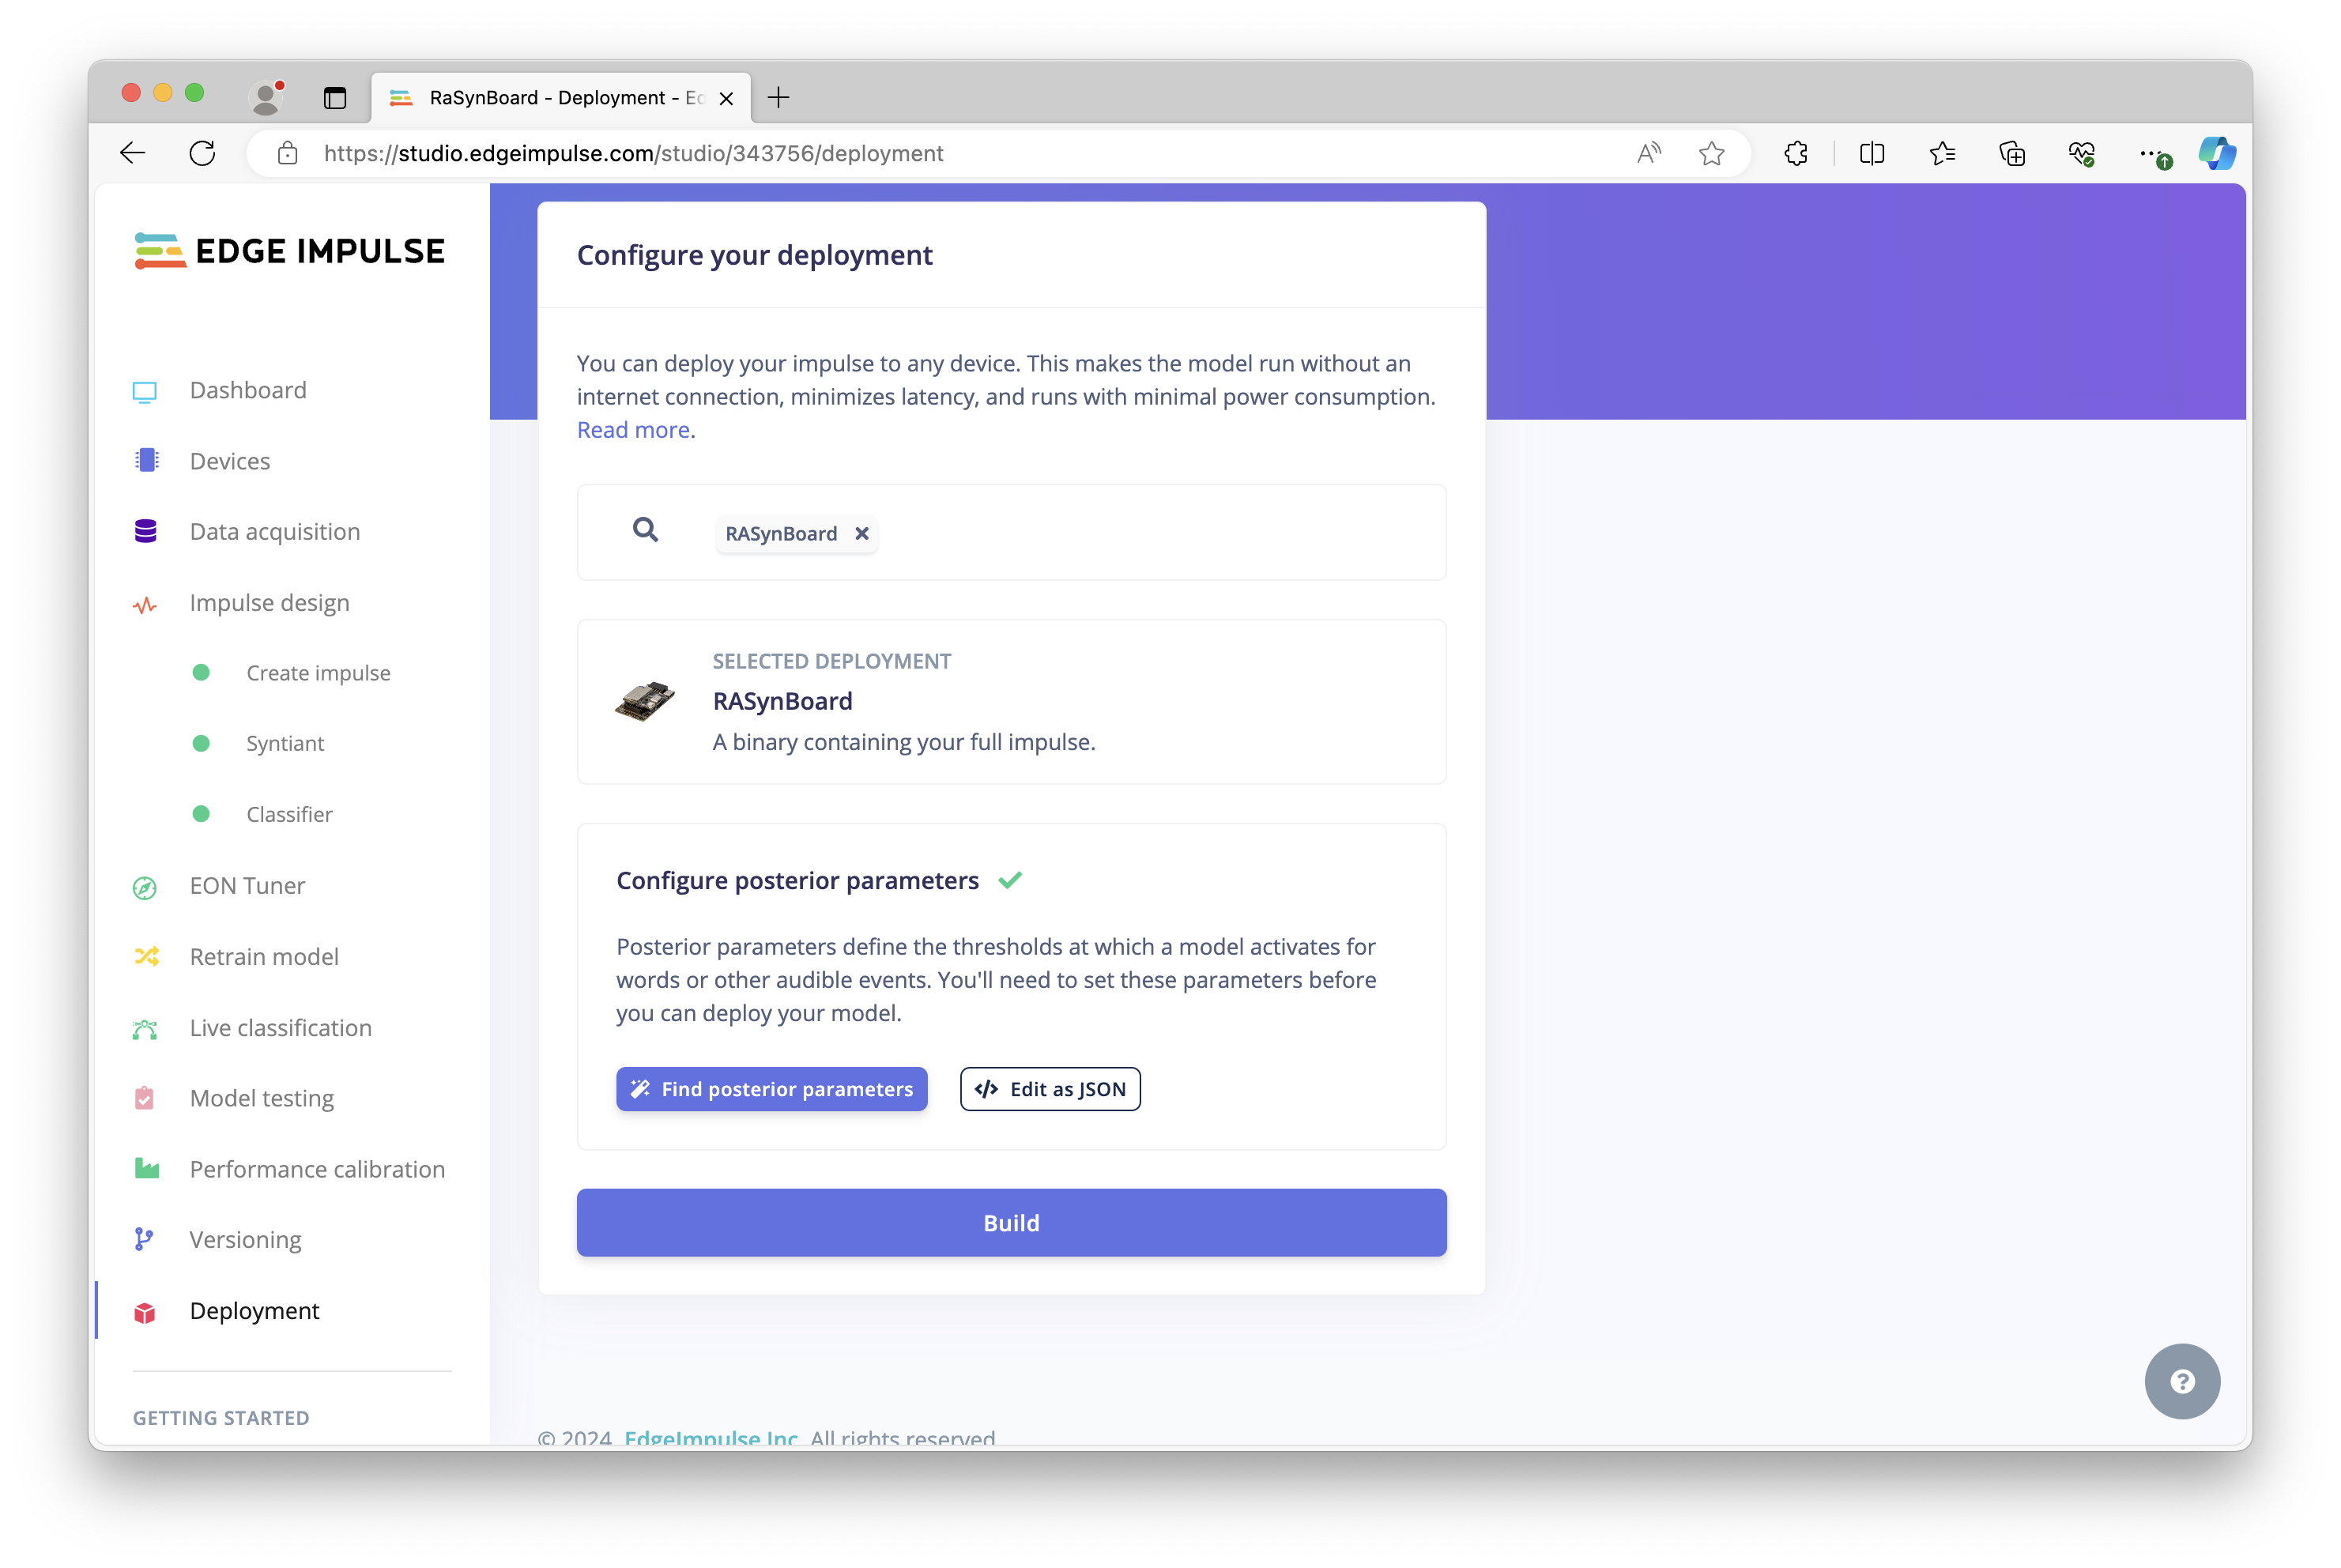 RaSynBoard - Deployment - Ed
https://studio.edgeimpulse.com/studio/343756/deployment
EDGE IMPULSE
Dashboard
Devices
Data acquisition
Impulse design
Create impulse
Syntiant
Classifier
EON Tuner
Retrain model
Live classification
Model testing
Performance calibration
Versioning
Deployment
GETTING STARTED
Configure your deployment
You can deploy your impulse to any device. This makes the model run without an
internet connection, minimizes latency, and runs with minimal power consumption.
Read more.
RASynBoard
SELECTED DEPLOYMENT
RASynBoard
A binary containing your full impulse.
Configure posterior parameters
Posterior parameters define the thresholds at which a model activates for
words or other audible events. You'll need to set these parameters before
you can deploy your model.
Find posterior parameters
</> Edit as JSON
Build
© 2024 EdgeImpulse Inc. All rights reserved